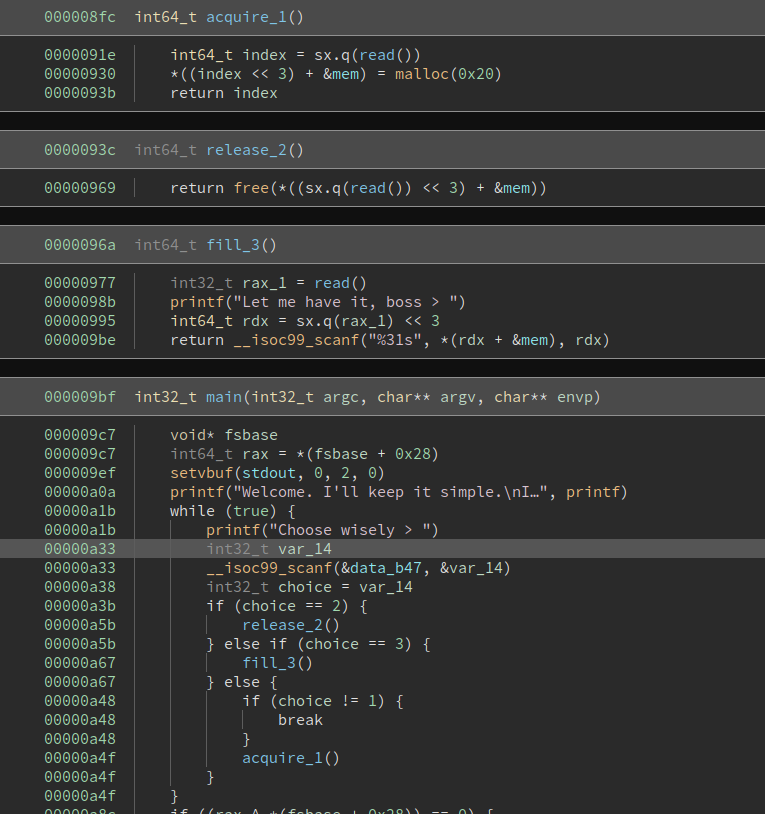 000008fc int64_t acquire_1()
0000091e int64_t index = sx.q(read())
00000930 *((index << 3) + &mem) = malloc(0x20)
0000093b return index
0000093c int64_t release_2()
00000969 return free(*((sx.q(read()) << 3) + &mem))
0000096a int64_t fill_3()
00000977 int32_t rax_1 = read()
0000098b printf("Let me have it, boss > ")
00000995 int64_t rdx = sx.q(rax_1) << 3
000009be return __isoc99_scanf("%31s", *(rdx + &mem), rdx)
000009bf int32_t main(int32_t argc, char** argv, char** envp)
000009c7 void* fsbase
000009c7 int64_t rax = *(fsbase + 0x28)
000009ef setvbuf(stdout, 0, 2, 0)
00000a0a printf("Welcome. I'll keep it simple.\nI…", printf)
00000a1b while (true) {
00000a1b printf("Choose wisely > ")
00000a33 int32_t var_14
00000a33 __isoc99_scanf(&data_b47, &var_14)
00000a38 int32_t choice = var_14
00000a3b if (choice == 2) {
00000a5b release_2()
00000a5b } else if (choice == 3) {
00000a67 fill_3()
00000a67 } else {
00000a48 if (choice != 1) {
00000a48 break
00000a48 }
00000a4f acquire_1()
00000a4f }
00000a4f }
00000a8c if ((rax ^ *(fsbase + 0x28)) == 0) {